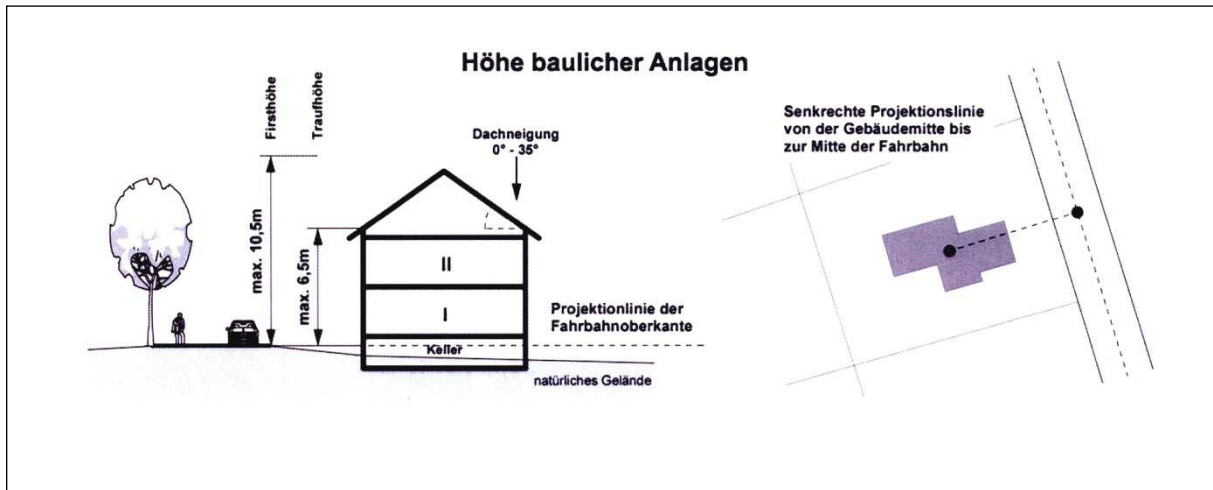 Höhe baulicher Anlagen
Firsthöhe
Traufhöhe
max. 10,5m
max. 6,5m
Dachneigung
0° - 35°
II
I
Keller
Projektionlinie der
Fahrbahnoberkante
natürliches Gelände
Senkrechte Projektionslinie
von der Gebäudemitte bis
zur Mitte der Fahrbahn